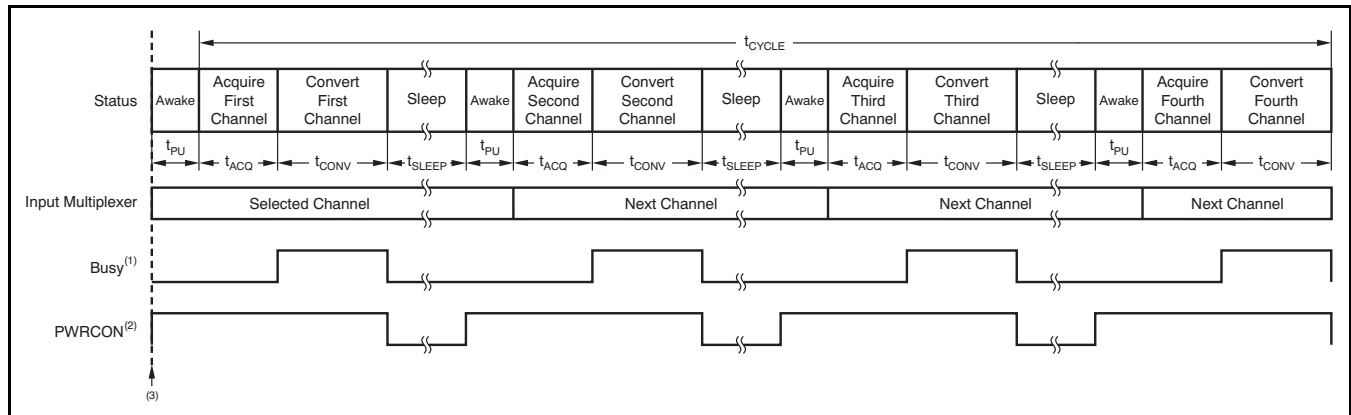 tCYCLE
Status
Awake
Acquire
First
Channel
Convert
First
Channel
Sleep
Awake
Acquire
Second
Channel
Convert
Second
Channel
Sleep
Awake
Acquire
Third
Channel
Convert
Third
Channel
Sleep
Awake
Acquire
Fourth
Channel
Convert
Fourth
Channel
tPU tACQ tCONV tSLEEP tPU tACQ tCONV tSLEEP tPU tACQ tCONV tSLEEP tPU tACQ tCONV
Input Multiplexer Selected Channel Next Channel Next Channel Next Channel
Busy(1)
PWRCON(2)
(3)